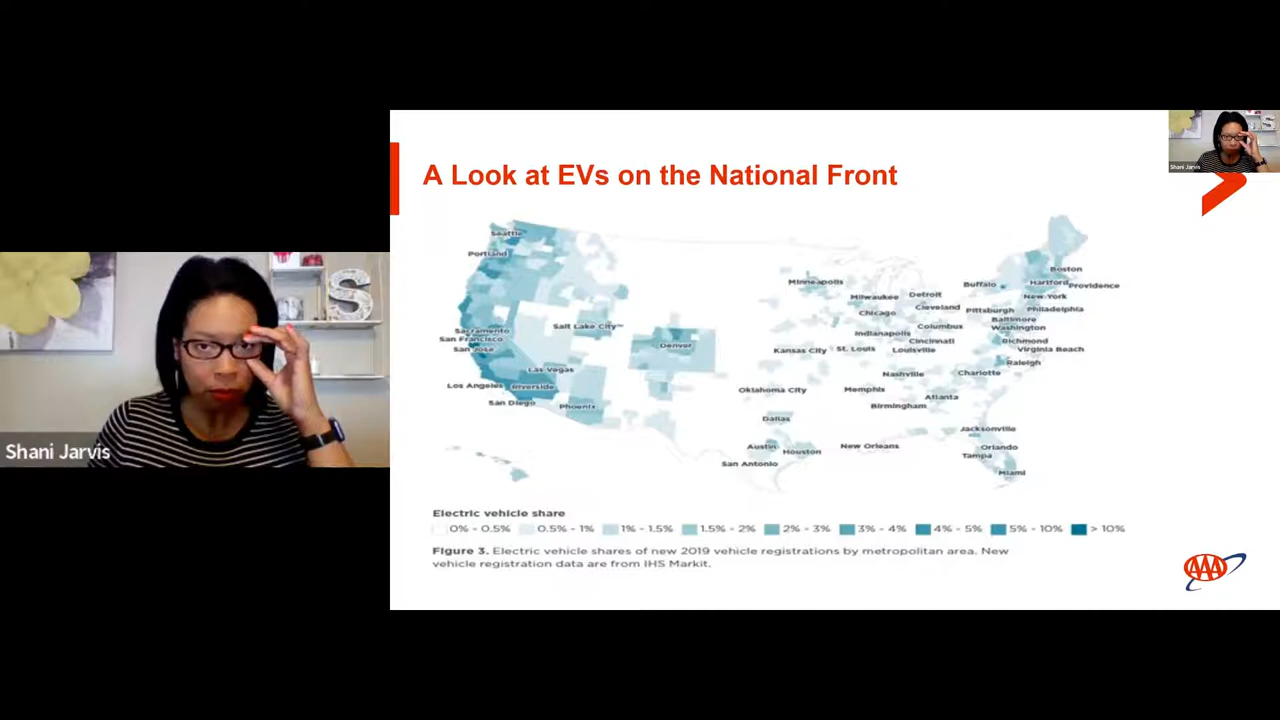 A Look at EVs on the National Front
Shani Jarvis
S
Shani Jarvis
S
Seattle
Portland
Sacramento
San Francisco
San Jose
Los Angeles
Riverside
San Diego
Las Vegas
Salt Lake City
Phoenix
Denver
Minneapolis
Milwaukee
Detroit
Buffalo
Boston
Hartford
Providence
New York
Chicago
Cleveland
Pittsburgh
Philadelphia
Baltimore
Washington
Indianapolis
Columbus
Cincinnati
Richmond
Virginia Beach
Kansas City
St. Louis
Louisville
Raleigh
Nashville
Charlotte
Oklahoma City
Memphis
Atlanta
Birmingham
Dallas
Jacksonville
Austin
Houston
New Orleans
Orlando
Tampa
San Antonio
Miami
Electric vehicle share
0% - 0.5% 0.5% - 1% 1% - 1.5% 1.5% - 2% 2% - 3% 3% - 4% 4% - 5% 5% - 10% > 10%
Figure 3. Electric vehicle shares of new 2019 vehicle registrations by metropolitan area. New
vehicle registration data are from IHS Markit.
AAA